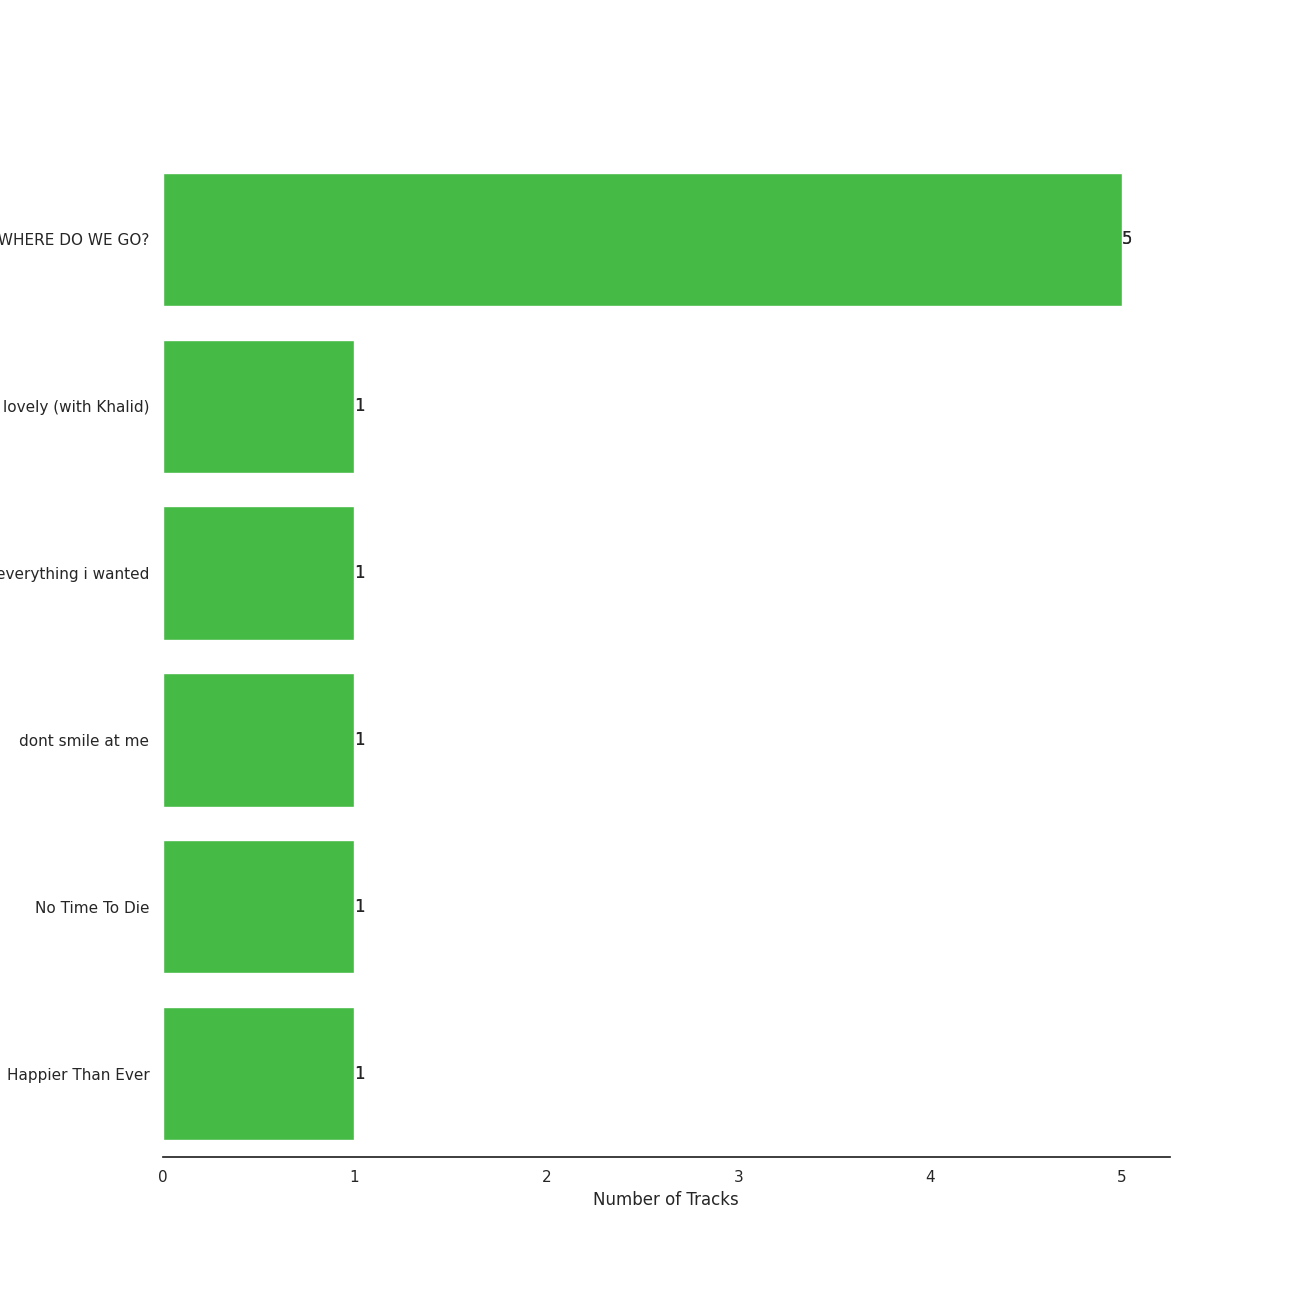 WHERE DO WE GO?
5
lovely (with Khalid)
1
everything i wanted
1
dont smile at me
1
No Time To Die
1
Happier Than Ever
1
0 1 2 3 4 5
Number of Tracks